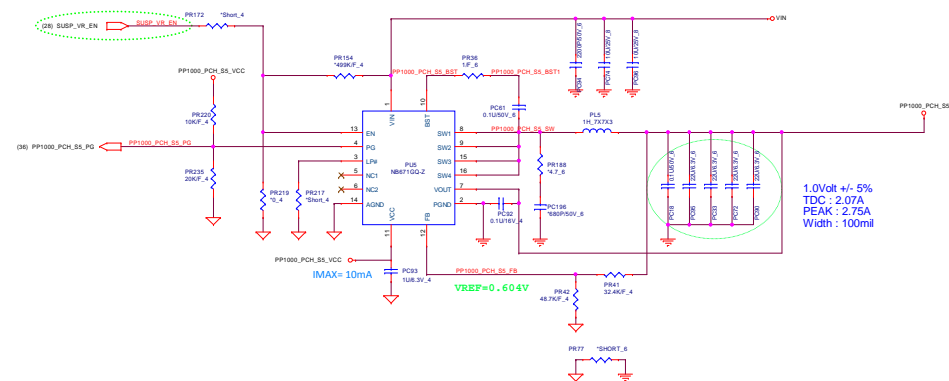 PR172 *Short_4
(28) SUSP_VR_EN SUSP_VR_EN
VIN
PR154
*499K/F_4
PR36
1/F_6
PP1000_PCH_S5_BST PP1000_PCH_S5_BST1
PC94
2200P/50V_6
PC74
10U/25V_8
PC96
10U/25V_8
PP1000_PCH_S5_VCC
PR220
10K/F_4
PC61
0.1U/50V_6
PL5
1H_7X7X3
PP1000_PCH_S5
1 10
VIN BST
13 EN SW1 8 PP1000_PCH_S5_SW
(36) PP1000_PCH_S5_PG PP1000_PCH_S5_PG 4 PG SW2 9
3 LP# SW3 15
PU5
NB671GQ-Z
5 NC1 SW4 16
6 NC2 VOUT 7
14 AGND PGND 2
VCC FB
11 12
PR235
20K/F_4
PR219
*0_4
PR217
*Short_4
PR188
*4.7_6
PC196
*680P/50V_6
PC92
0.1U/16V_4
PC18
0.1U/50V_6
PC95
22U/6.3V_6
PC33
22U/6.3V_6
PC72
22U/6.3V_6
PC90
22U/6.3V_6
1.0Volt +/- 5%
TDC : 2.07A
PEAK : 2.75A
Width : 100mil
PP1000_PCH_S5_VCC
IMAX= 10mA
PC93
1U/6.3V_4
PP1000_PCH_S5_FB
VREF=0.604V
PR41
32.4K/F_4
PR42
48.7K/F_4
PR77 *SHORT_6